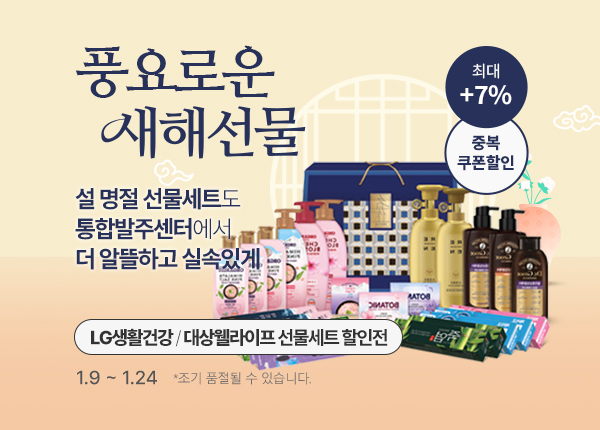 풍요로운
새해선물
최대
+7%
중복
쿠폰할인
설 명절 선물세트도
통합발주센터에서
더 알뜰하고 실속있게
BOTANIC
LG생활건강 / 대상웰라이프 선물세트 할인전
1.9 ~ 1.24 *조기 품절될 수 있습니다.